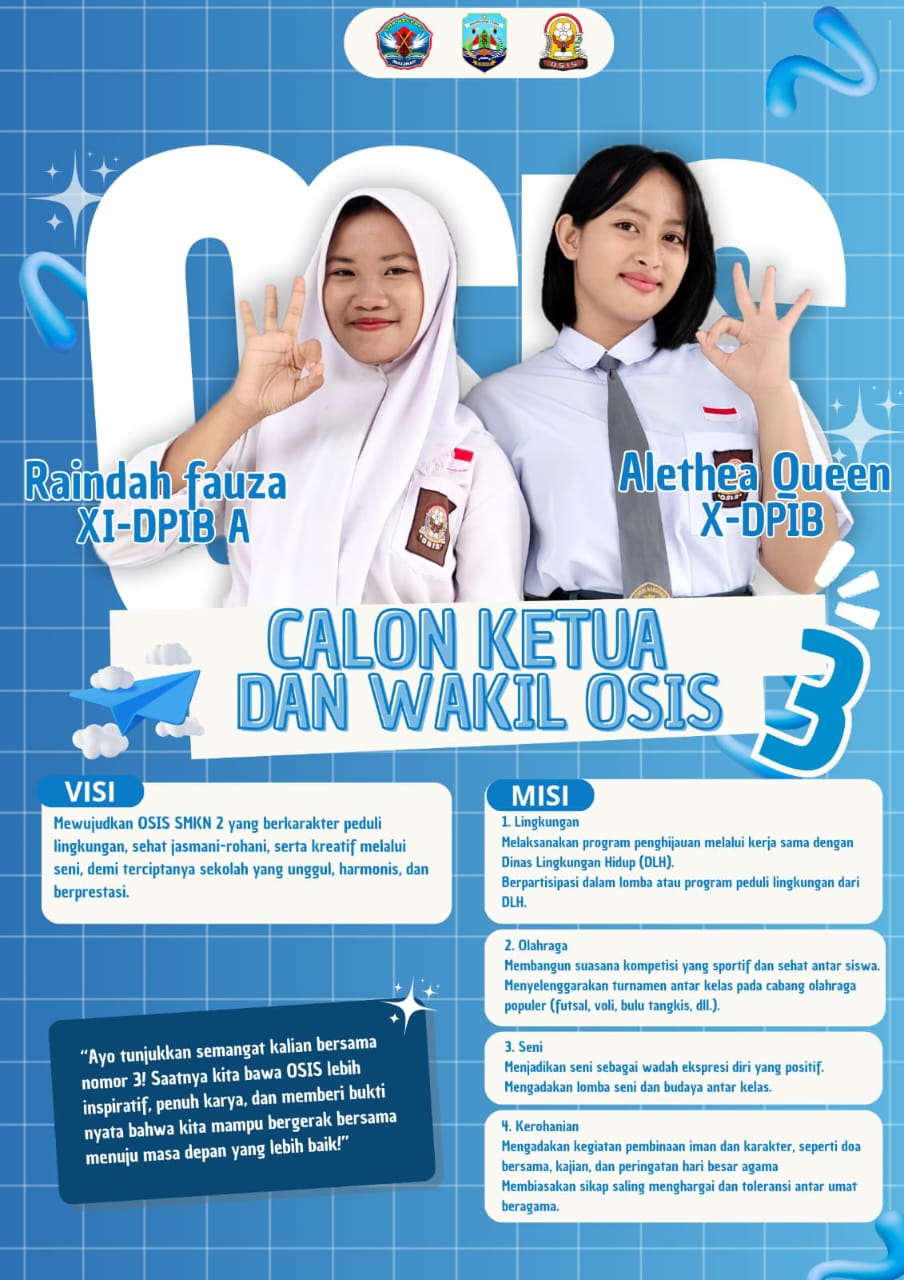 OSIS
OSIS
Raindah fauza
XI-DPIB A
Alethea Queen
X-DPIB
CALON KETUA
DAN WAKIL OSIS
3
VISI
Mewujudkan OSIS SMKN 2 yang berkarakter peduli
lingkungan, sehat jasmani-rohani, serta kreatif melalui
seni, demi terciptanya sekolah yang unggul, harmonis, dan
berprestasi.
MISI
1. Lingkungan
Melaksanakan program penghijauan melalui kerja sama dengan
Dinas Lingkungan Hidup (DLH).
Berpartisipasi dalam lomba atau program peduli lingkungan dari
DLH.
2. Olahraga
Membangun suasana kompetisi yang sportif dan sehat antar siswa.
Menyelenggarakan turnamen antar kelas pada cabang olahraga
populer (futsal, voli, bulu tangkis, dll.).
3. Seni
Menjadikan seni sebagai wadah ekspresi diri yang positif.
Mengadakan lomba seni dan budaya antar kelas.
4. Kerohanian
Mengadakan kegiatan pembinaan iman dan karakter, seperti doa
bersama, kajian, dan peringatan hari besar agama
Membiasakan sikap saling menghargai dan toleransi antar umat
beragama.
“Ayo tunjukkan semangat kalian bersama
nomor 3! Saatnya kita bawa OSIS lebih
inspiratif, penuh karya, dan memberi bukti
nyata bahwa kita mampu bergerak bersama
menuju masa depan yang lebih baik!”